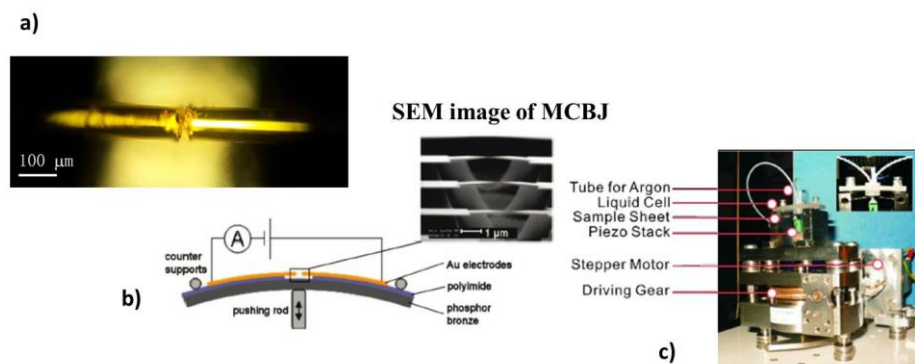 a)
100 μm
SEM image of MCBJ
1 μm
A
counter
supports
b)
pushing rod
Au electrodes
polyimide
phosphor
bronze
Tube for Argon
Liquid Cell
Sample Sheet
Piezo Stack
Stepper Motor
Driving Gear
c)